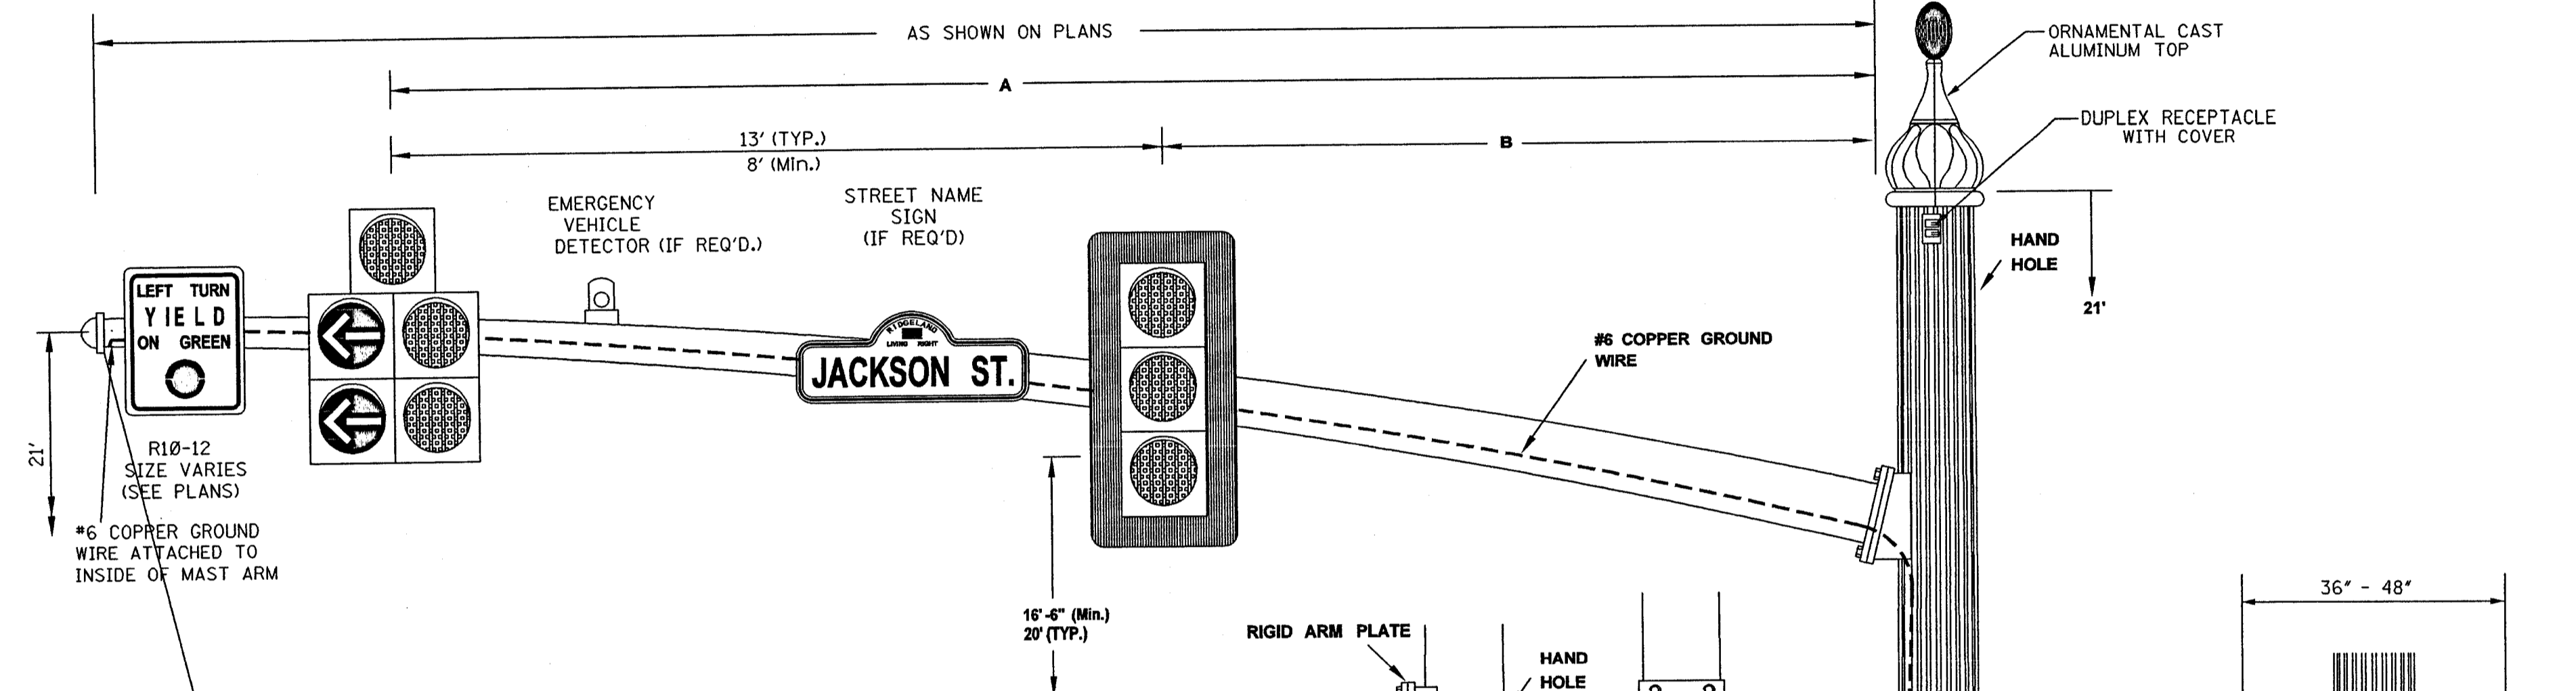 AS SHOWN ON PLANS
ORNAMENTAL CAST
ALUMINUM TOP
A
DUPLEX RECEPTACLE
WITH COVER
13' (TYP.)
8' (Min.)
B
EMERGENCY
VEHICLE
DETECTOR (IF REQ'D.)
STREET NAME
SIGN
(IF REQ'D)
HAND
HOLE
21'
LEFT TURN
YIELD
ON GREEN
RIDGELAND
LIVING RIGHT
JACKSON ST.
#6 COPPER GROUND
WIRE
21'
R10-12
SIZE VARIES
(SEE PLANS)
#6 COPPER GROUND
WIRE ATTACHED TO
INSIDE OF MAST ARM
16'-6" (Min.)
20' (TYP.)
RIGID ARM PLATE
HAND
HOLE
36" - 48"